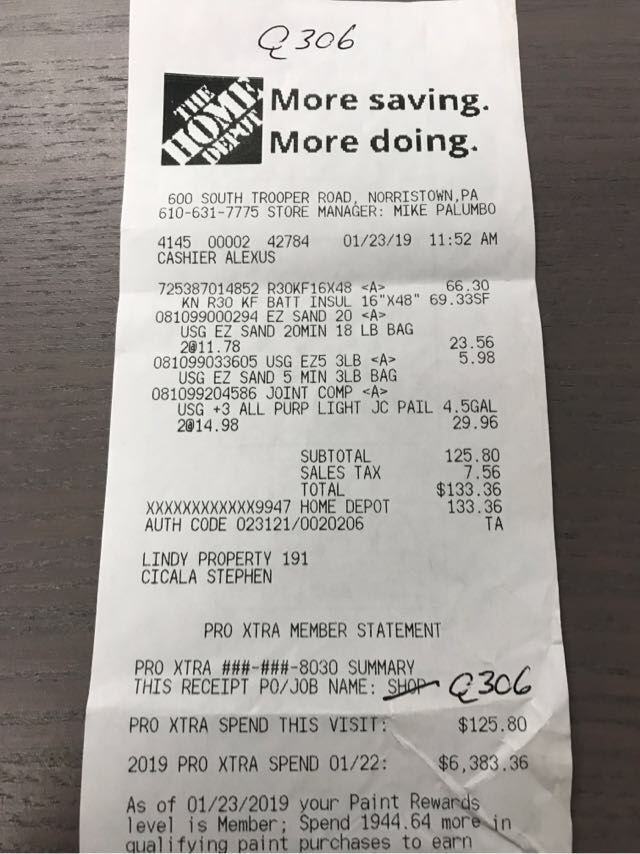 Q306
THE HOME DEPOT
More saving.
More doing.
600 SOUTH TROOPER ROAD, NORRISTOWN,PA
610-631-7775 STORE MANAGER: MIKE PALUMBO
4145 00002 42784 01/23/19 11:52 AM
CASHIER ALEXUS
725387014852 R30KF16X48 <A> 66.30
KN R30 KF BATT INSUL 16"X48" 69.33SF
081099000294 EZ SAND 20 <A>
USG EZ SAND 20MIN 18 LB BAG
2@11.78 23.56
081099033605 USG EZ5 3LB <A> 5.98
USG EZ SAND 5 MIN 3LB BAG
081099204586 JOINT COMP <A>
USG +3 ALL PURP LIGHT JC PAIL 4.5GAL
2@14.98 29.96
SUBTOTAL 125.80
SALES TAX 7.56
TOTAL $133.36
XXXXXXXXXXXX9947 HOME DEPOT 133.36
AUTH CODE 023121/0020206 TA
LINDY PROPERTY 191
CICALA STEPHEN
PRO XTRA MEMBER STATEMENT
PRO XTRA ###-###-8030 SUMMARY
THIS RECEIPT PO/JOB NAME: SHOP Q306
PRO XTRA SPEND THIS VISIT: $125.80
2019 PRO XTRA SPEND 01/22: $6,383.36
As of 01/23/2019 your Paint Rewards
level is Member; Spend 1944.64 more in
qualifying paint purchases to earn